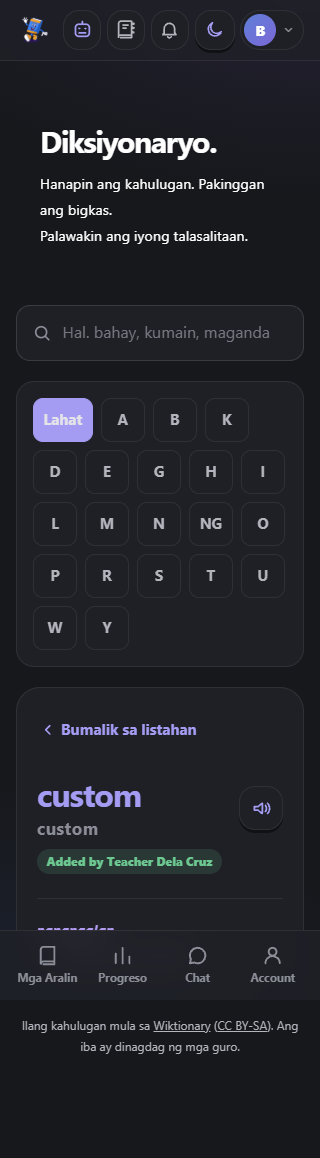 B
Diksiyonaryo.
Hanapin ang kahulugan. Pakinggan
ang bigkas.
Palawakin ang iyong talasalitaan.
Hal. bahay, kumain, maganda
Lahat A B K
D E G H I
L M N NG O
P R S T U
W Y
Bumalik sa listahan
custom
custom
Added by Teacher Dela Cruz
Mga Aralin Progreso Chat Account
Ilang kahulugan mula sa Wiktionary (CC BY-SA). Ang
iba ay dinagdag ng mga guro.